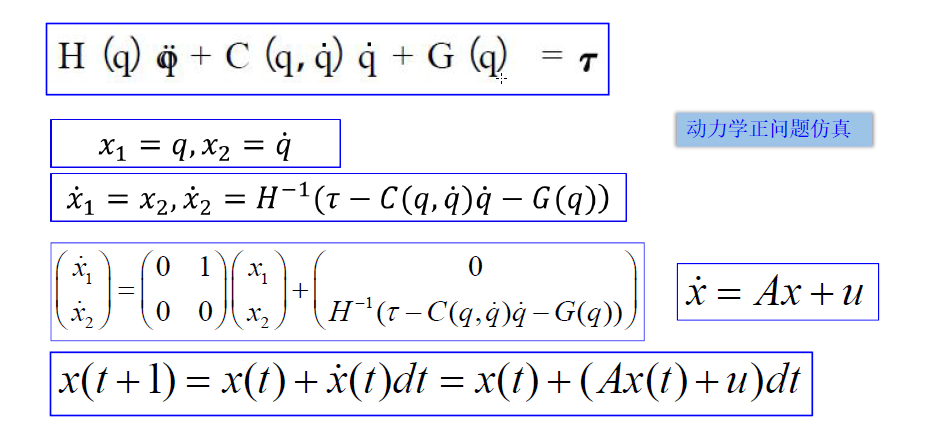 H (q) q̈ + C (q, q̇) q̇ + G (q) = τ
动力学正问题仿真
x₁ = q, x₂ = q̇
ẋ₁ = x₂, ẋ₂ = H⁻¹(τ − C(q, q̇)q̇ − G(q))
(ẋ₁ ẋ₂) = (0 1 0 0)(x₁ x₂) + (0 H⁻¹(τ − C(q, q̇)q̇ − G(q)))
ẋ = Ax + u
x(t + 1) = x(t) + ẋ(t)dt = x(t) + (Ax(t) + u)dt